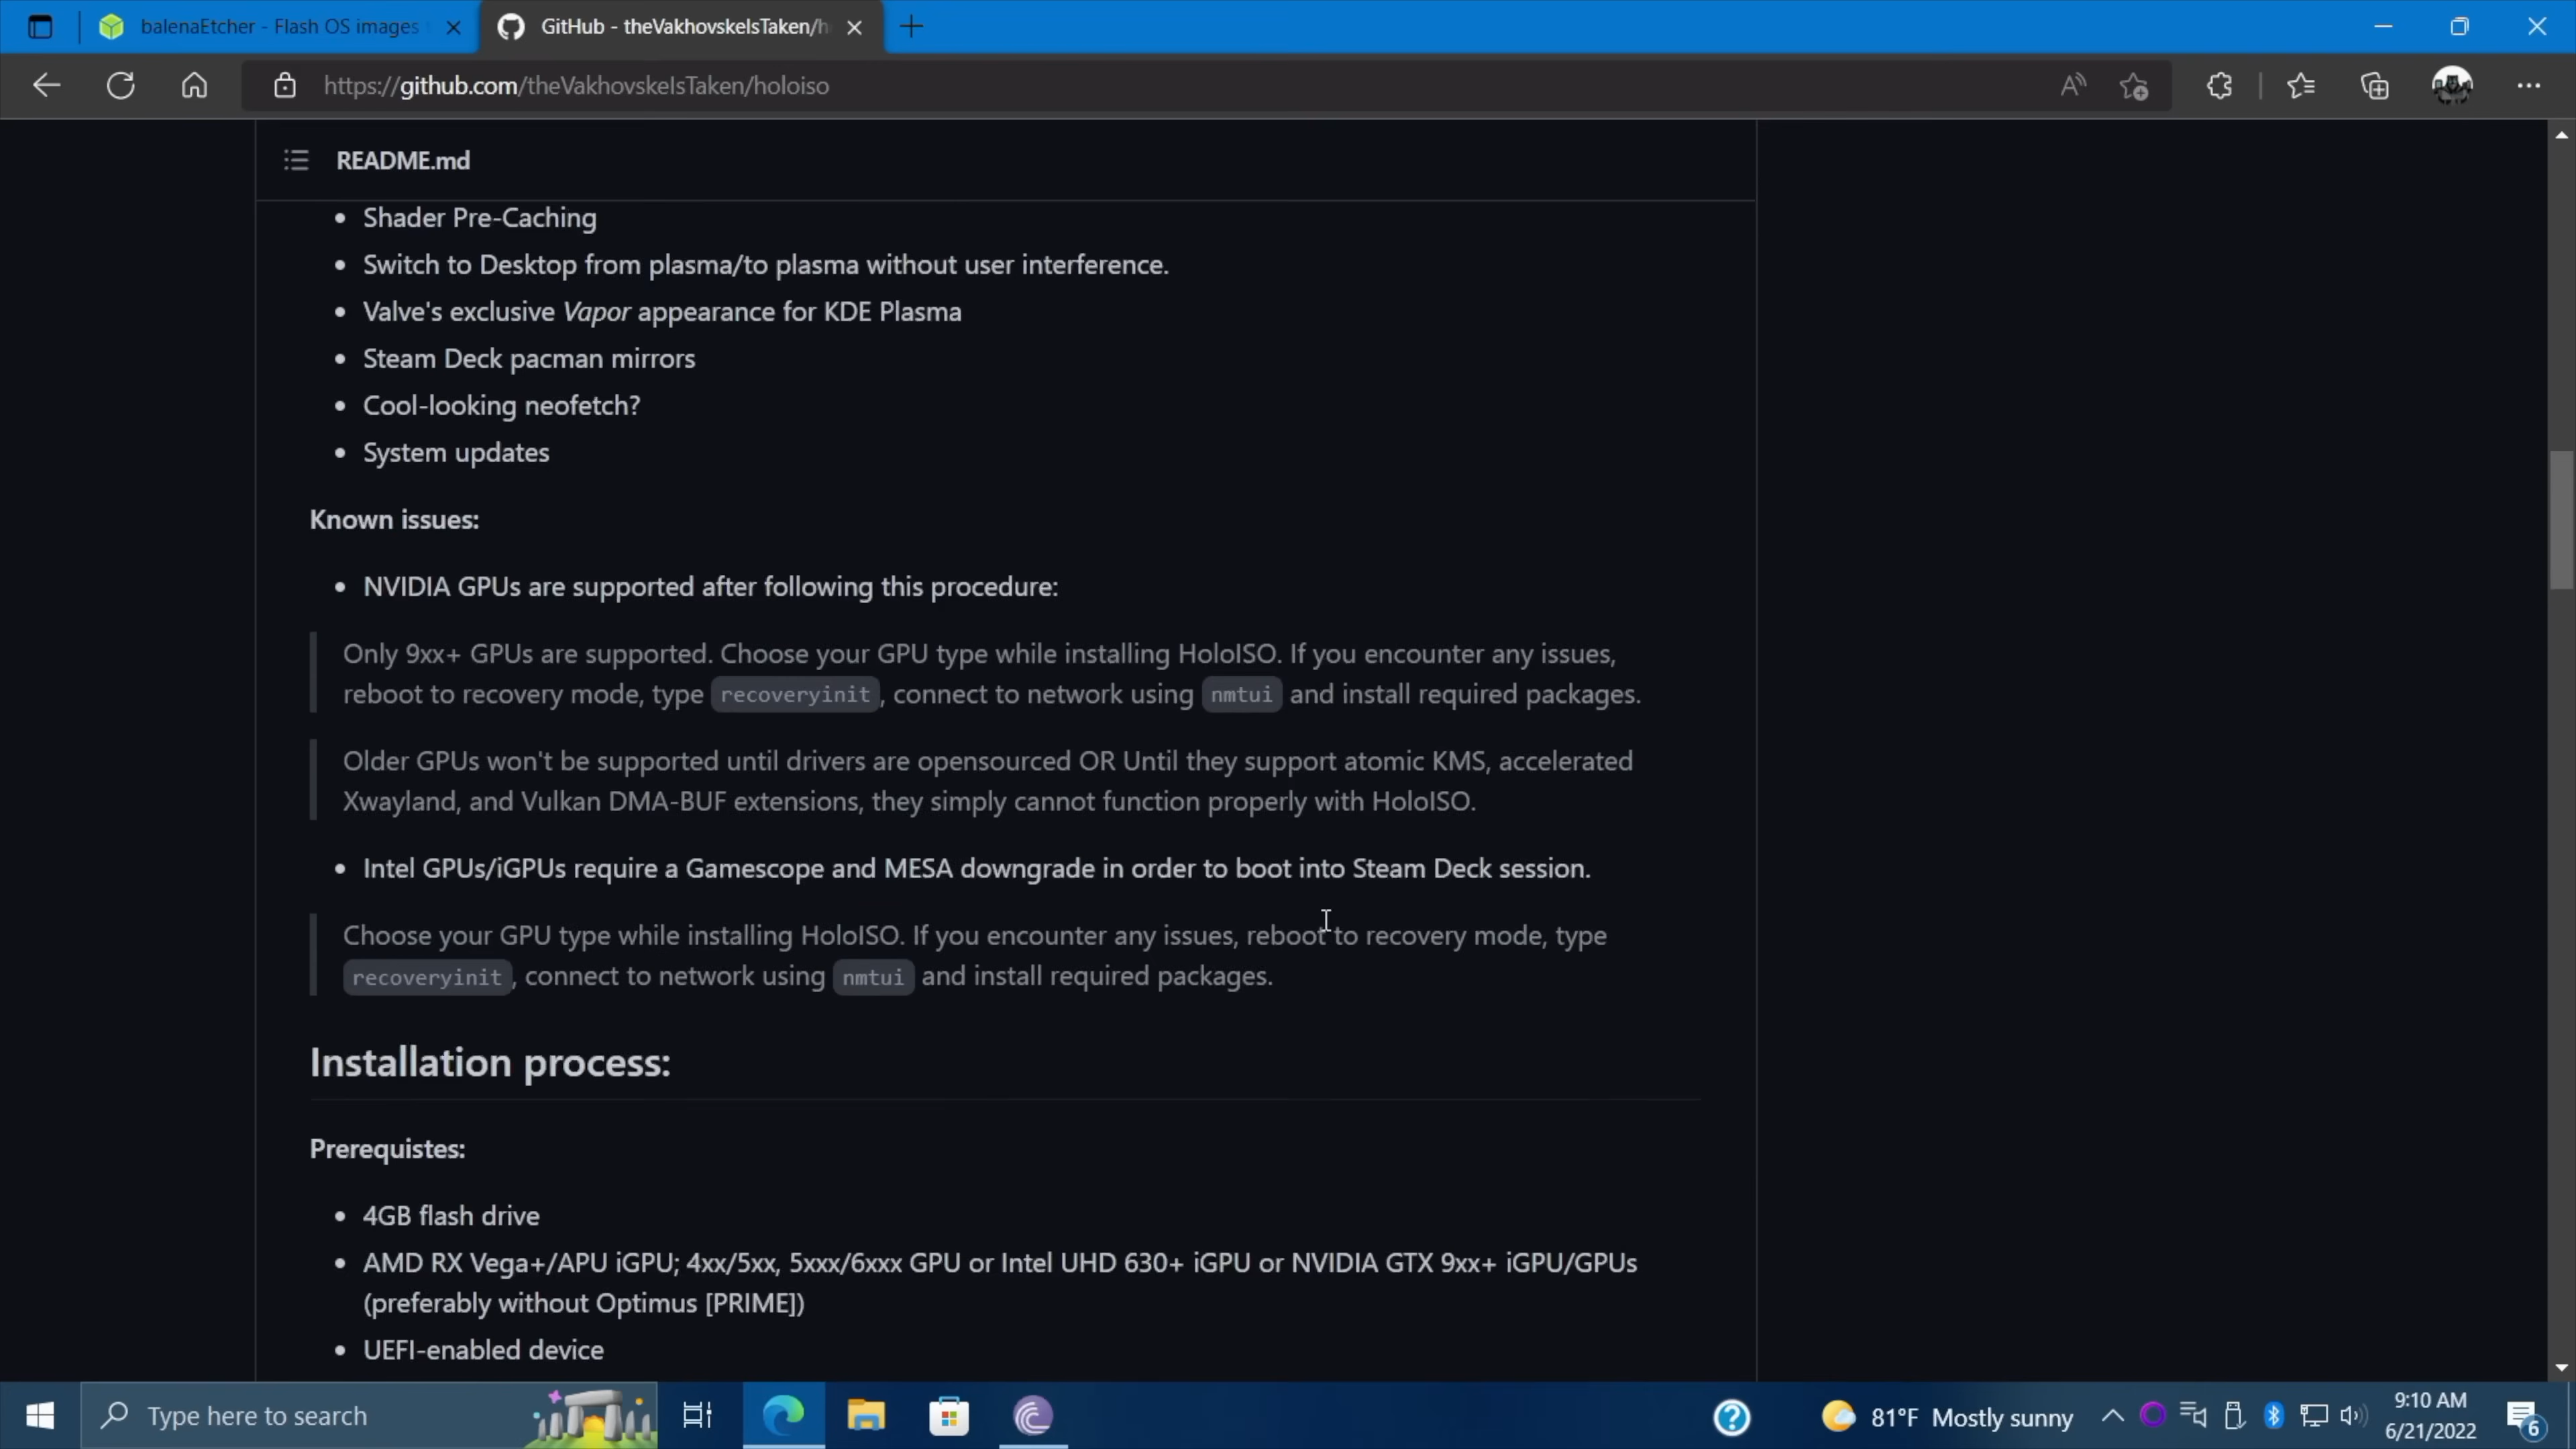 balenaEtcher - Flash OS images
GitHub - theVakhovskeIsTaken/h
https://github.com/theVakhovskeIsTaken/holoiso
README.md
Shader Pre-Caching
Switch to Desktop from plasma/to plasma without user interference.
Valve's exclusive Vapor appearance for KDE Plasma
Steam Deck pacman mirrors
Cool-looking neofetch?
System updates
Known issues:
NVIDIA GPUs are supported after following this procedure:
Only 9xx+ GPUs are supported. Choose your GPU type while installing HoloISO. If you encounter any issues,
reboot to recovery mode, type recoveryinit, connect to network using nmtui and install required packages.
Older GPUs won't be supported until drivers are opensourced OR Until they support atomic KMS, accelerated
Xwayland, and Vulkan DMA-BUF extensions, they simply cannot function properly with HoloISO.
Intel GPUs/iGPUs require a Gamescope and MESA downgrade in order to boot into Steam Deck session.
Choose your GPU type while installing HoloISO. If you encounter any issues, reboot to recovery mode, type
recoveryinit, connect to network using nmtui and install required packages.
Installation process:
Prerequistes:
4GB flash drive
AMD RX Vega+/APU iGPU; 4xx/5xx, 5xxx/6xxx GPU or Intel UHD 630+ iGPU or NVIDIA GTX 9xx+ iGPU/GPUs
(preferably without Optimus [PRIME])
UEFI-enabled device
Type here to search
81°F Mostly sunny
9:10 AM
6/21/2022
6